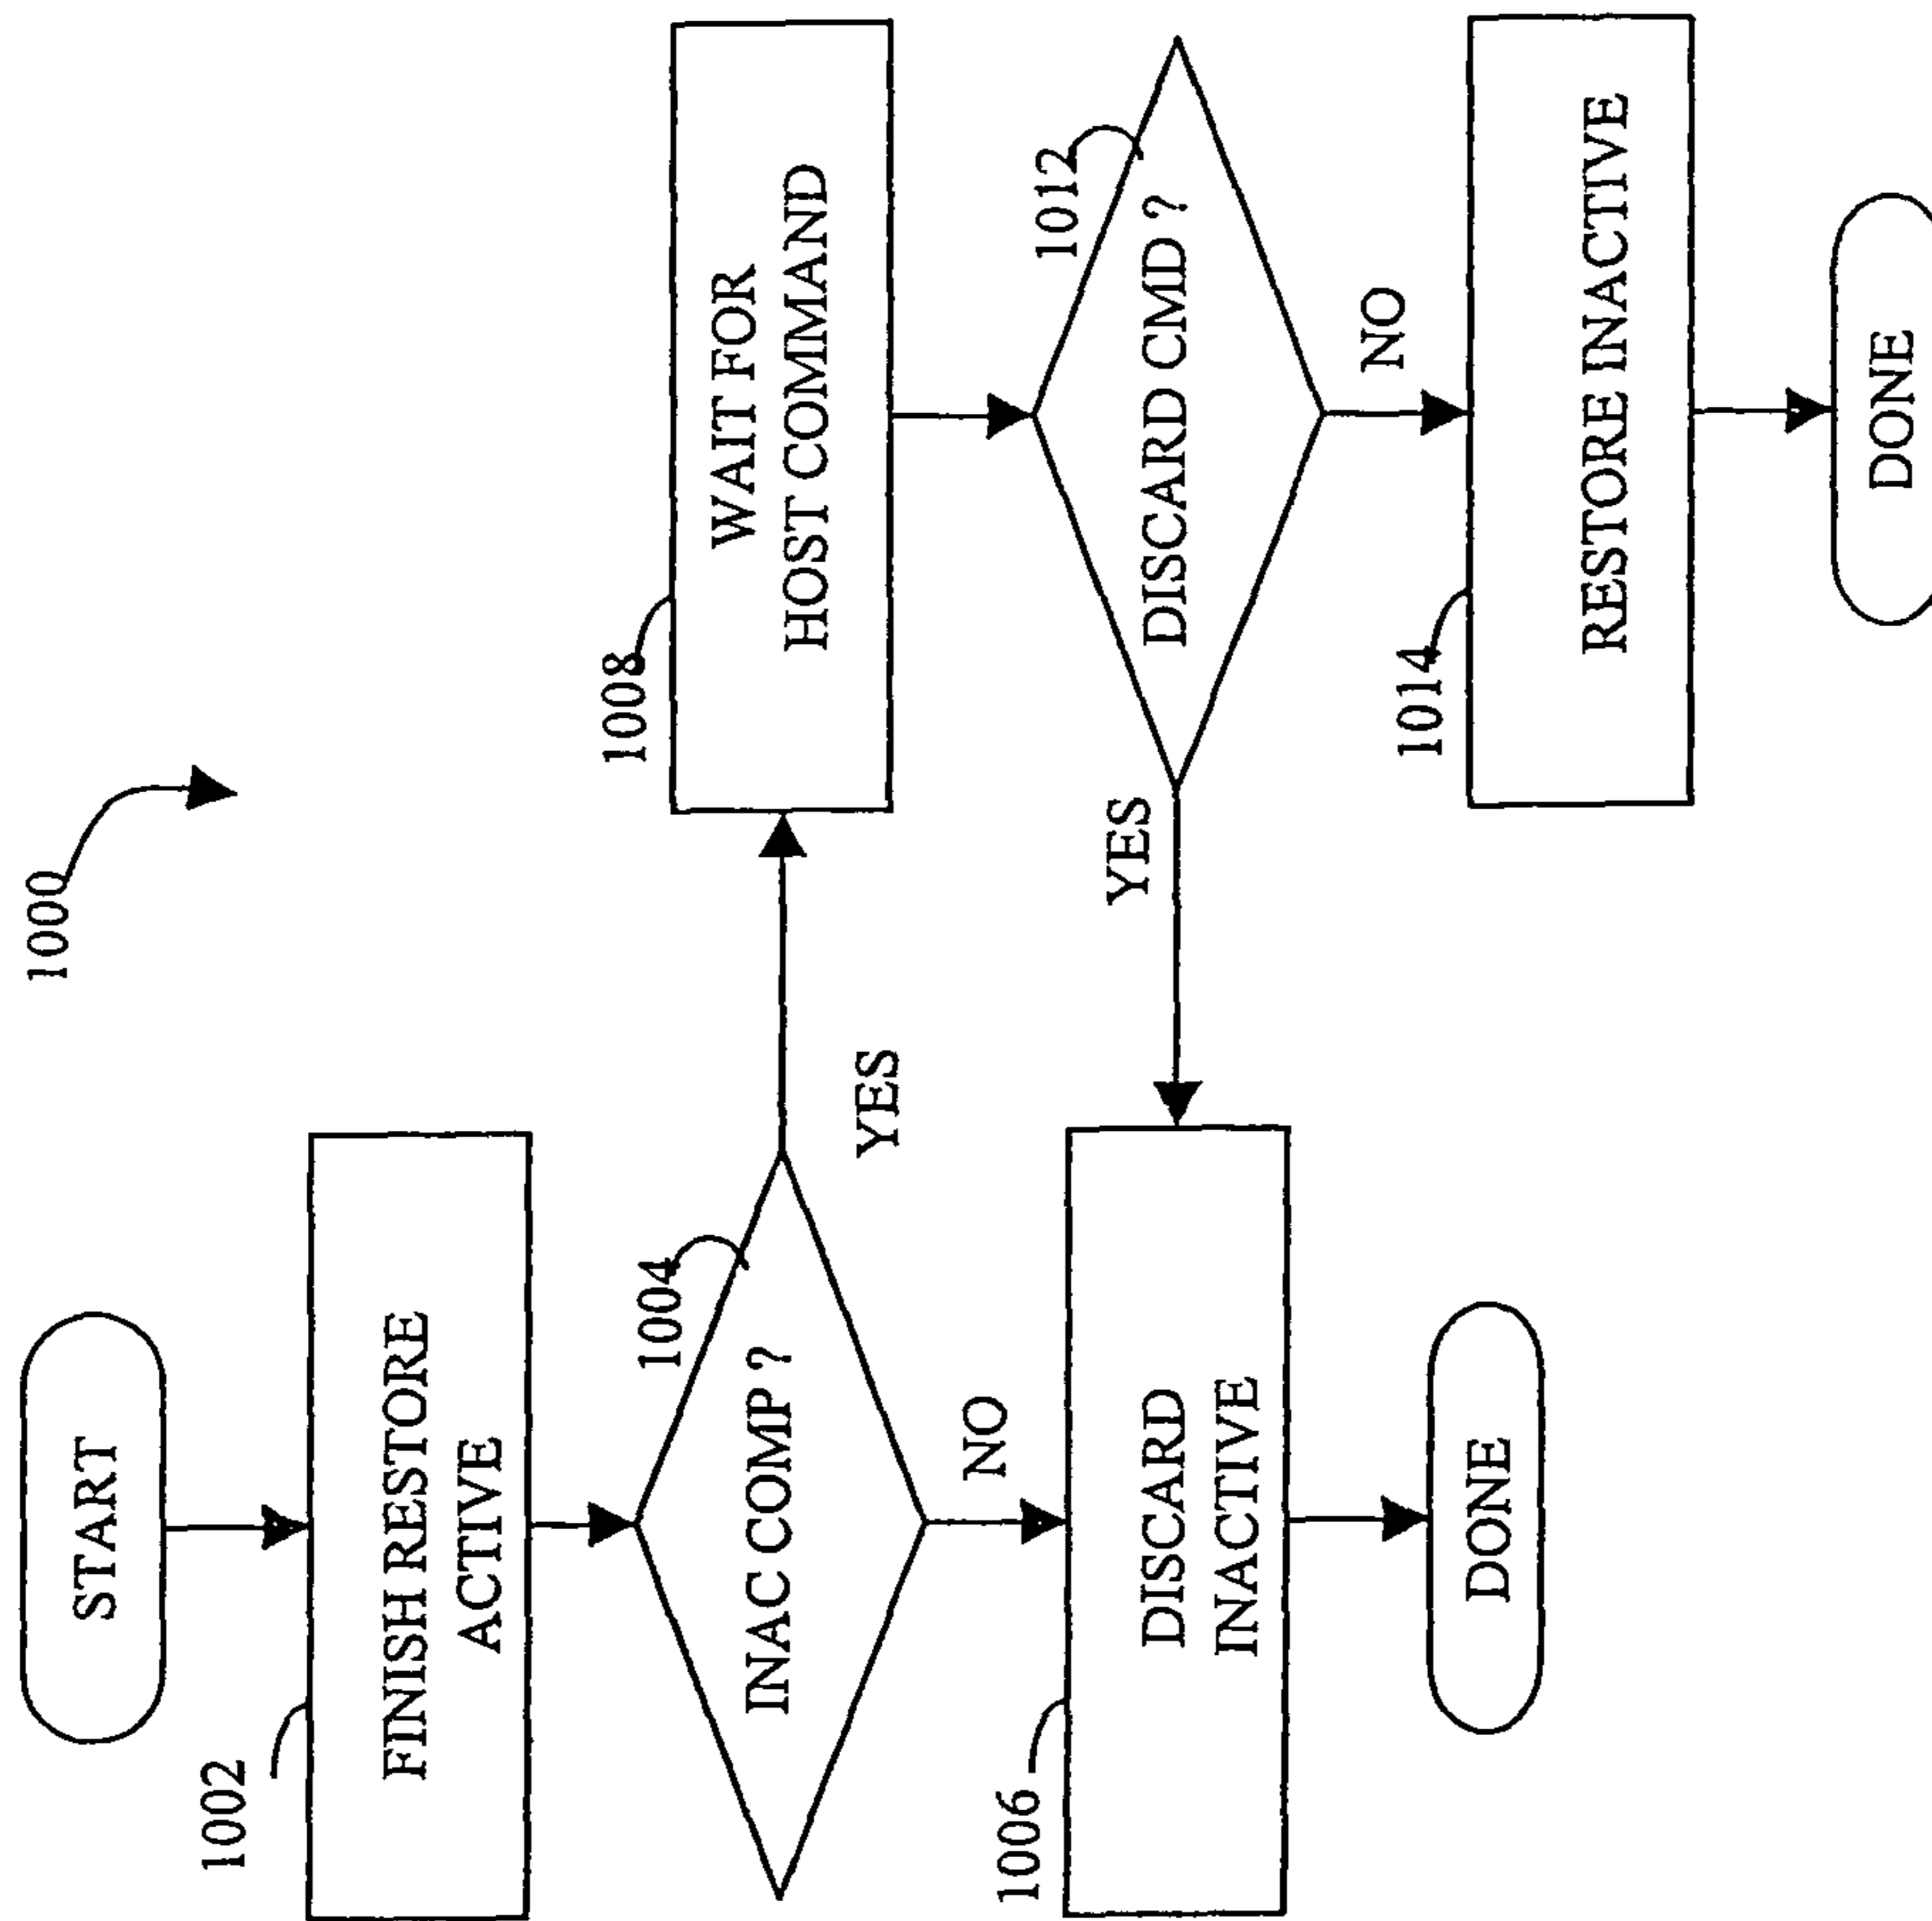 1000
START
1002
FINISH RESTORE
ACTIVE
1004
INAC COMP ?
YES
NO
1006
DISCARD
INACTIVE
DONE
1008
WAIT FOR
HOST COMMAND
1012
DISCARD CMD ?
YES
NO
1014
RESTORE INACTIVE
DONE